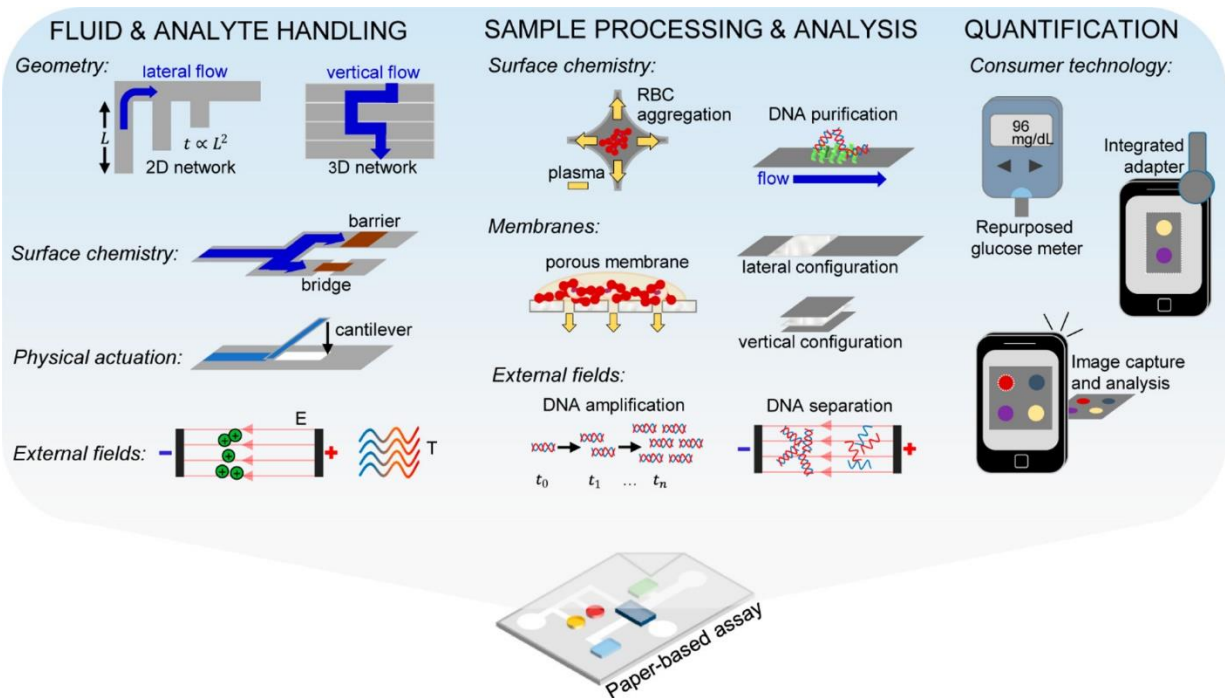 FLUID & ANALYTE HANDLING
Geometry:
lateral flow
L
t ∝ L²
2D network
vertical flow
3D network
Surface chemistry:
barrier
bridge
Physical actuation:
cantilever
External fields:
-
E
+
T
SAMPLE PROCESSING & ANALYSIS
Surface chemistry:
RBC
aggregation
plasma
DNA purification
flow
Membranes:
porous membrane
lateral configuration
vertical configuration
External fields:
DNA amplification
t₀ t₁ ... tₙ
DNA separation
-
+
QUANTIFICATION
Consumer technology:
96
mg/dL
Repurposed
glucose meter
Integrated
adapter
Image capture
and analysis
Paper-based assay